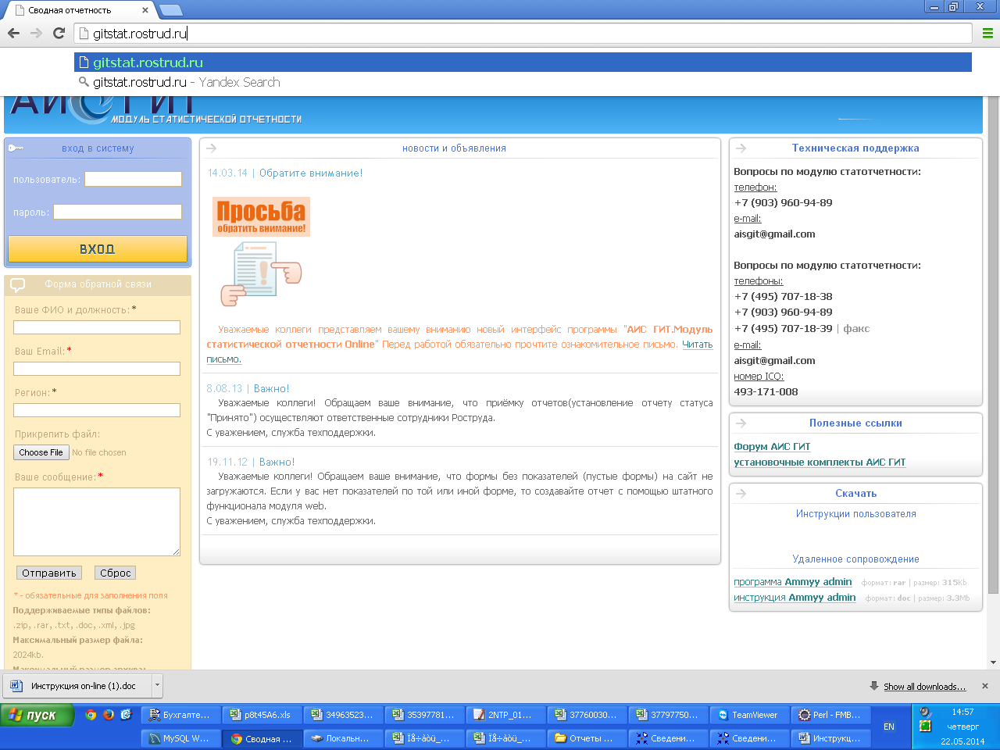 Сводная отчетность
gitstat.rostrud.ru
gitstat.rostrud.ru
gitstat.rostrud.ru - Yandex Search
АИС ГИТ
МОДУЛЬ СТАТИСТИЧЕСКОЙ ОТЧЕТНОСТИ
вход в систему
пользователь:
пароль:
ВХОД
Форма обратной связи
Ваше ФИО и должность:*
Ваш Email:*
Регион:*
Прикрепить файл:
Choose File No file chosen
Ваше сообщение:*
Отправить Сброс
* - обязательные для заполнения поля
Поддерживаемые типы файлов:
.zip, .rar, .txt, .doc, .xml, .jpg
Максимальный размер файла:
2024kb.
Максимальный размер архива:
новости и объявления
14.03.14 | Обратите внимание!
Просьба
обратить внимание!
Уважаемые коллеги представляем вашему вниманию новый интерфейс программы "АИС ГИТ.Модуль
статистической отчетности Online" Перед работой обязательно прочтите ознакомительное письмо. Читать
письмо.
8.08.13 | Важно!
Уважаемые коллеги! Обращаем ваше внимание, что приёмку отчетов(установление отчету статуса
"Принято") осуществляют ответственные сотрудники Роструда.
С уважением, служба техподдержки.
19.11.12 | Важно!
Уважаемые коллеги! Обращаем ваше внимание, что формы без показателей (пустые формы) на сайт не
загружаются. Если у вас нет показателей по той или иной форме, то создавайте отчет с помощью штатного
функционала модуля web.
С уважением, служба техподдержки.
Техническая поддержка
Вопросы по модулю статотчетности:
телефон:
+7 (903) 960-94-89
e-mail:
aisgit@gmail.com
Вопросы по модулю статотчетности:
телефоны:
+7 (495) 707-18-38
+7 (903) 960-94-89
+7 (495) 707-18-39 | факс
e-mail:
aisgit@gmail.com
номер ICQ:
493-171-008
Полезные ссылки
Форум АИС ГИТ
установочные комплекты АИС ГИТ
Скачать
Инструкции пользователя
Удаленное сопровождение
программа Ammyy admin формат: rar | размер: 315Kb
инструкция Ammyy admin формат: doc | размер: 3.3Mb
Инструкция on-line (1).doc
Show all downloads...
пуск
Бухгалте... p8t45A6.xls 34963523... 35397781... 2NTP_01... 37760030... 37797750... TeamViewer Perl - FMB...
MySQL W... Сводная ... Локальн... Ïå÷àòü_... Ïå÷àòü_... Отчеты ... Сведени... Сведени... Инструкц...
EN
14:57
четверг
22.05.2014